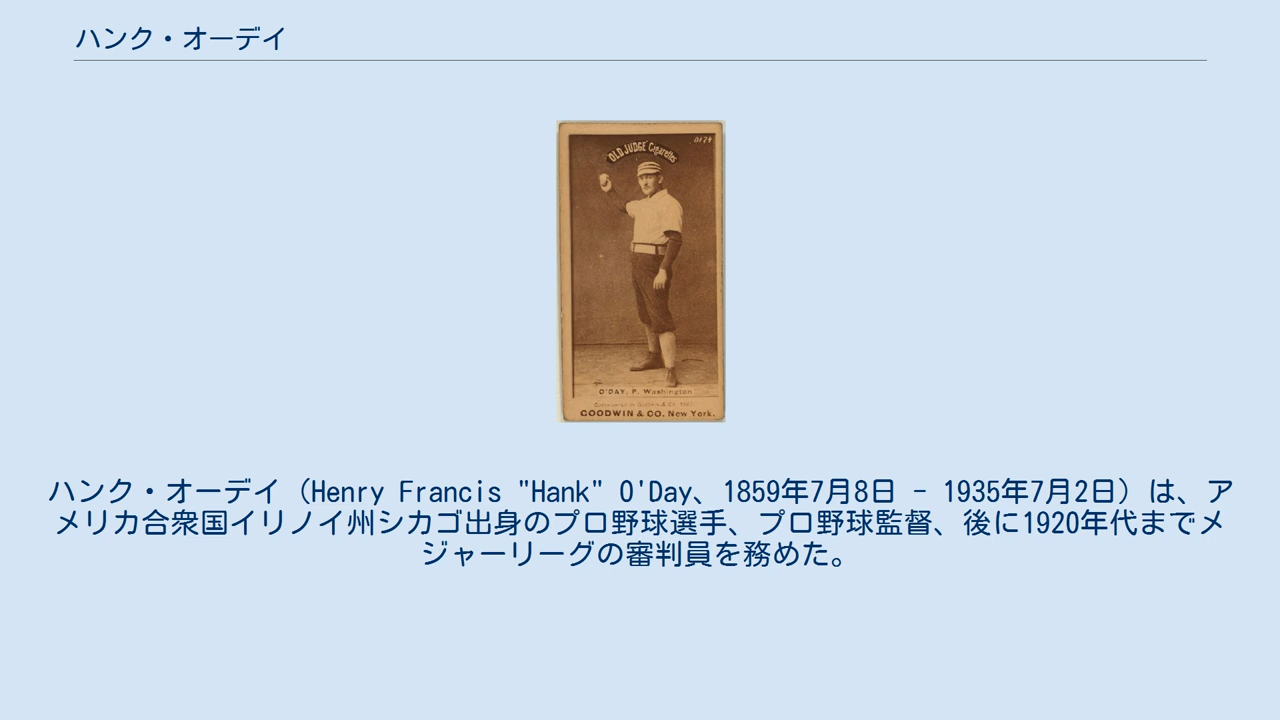 ハンク・オーデイ
0174
"OLD JUDGE" Cigarettes
O'DAY, P. Washington
GOODWIN & CO. New York.
ハンク・オーデイ（Henry Francis "Hank" O'Day、1859年7月8日 - 1935年7月2日）は、ア
メリカ合衆国イリノイ州シカゴ出身のプロ野球選手、プロ野球監督、後に1920年代までメ
ジャーリーグの審判員を務めた。